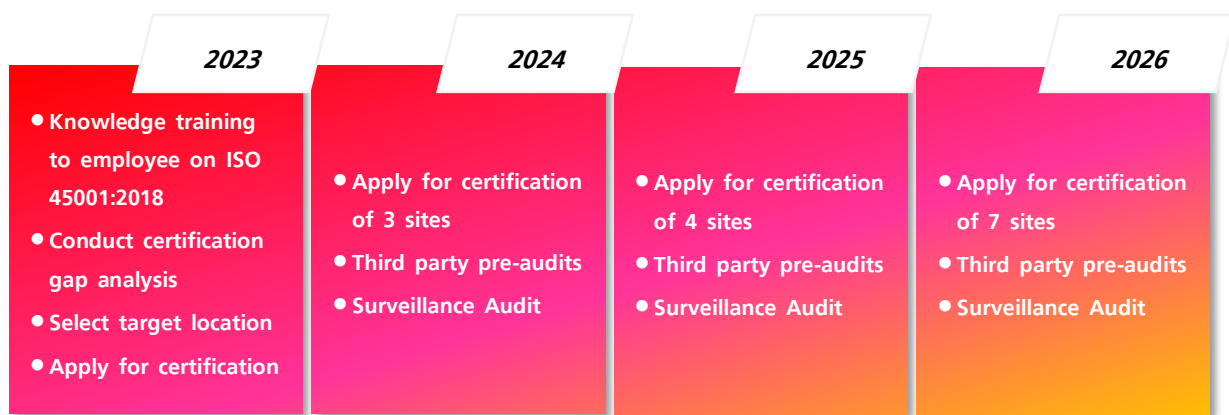 2023
● Knowledge training
to employee on ISO
45001:2018
● Conduct certification
gap analysis
● Select target location
● Apply for certification
2024
● Apply for certification
of 3 sites
● Third party pre-audits
● Surveillance Audit
2025
● Apply for certification
of 4 sites
● Third party pre-audits
● Surveillance Audit
2026
● Apply for certification
of 7 sites
● Third party pre-audits
● Surveillance Audit